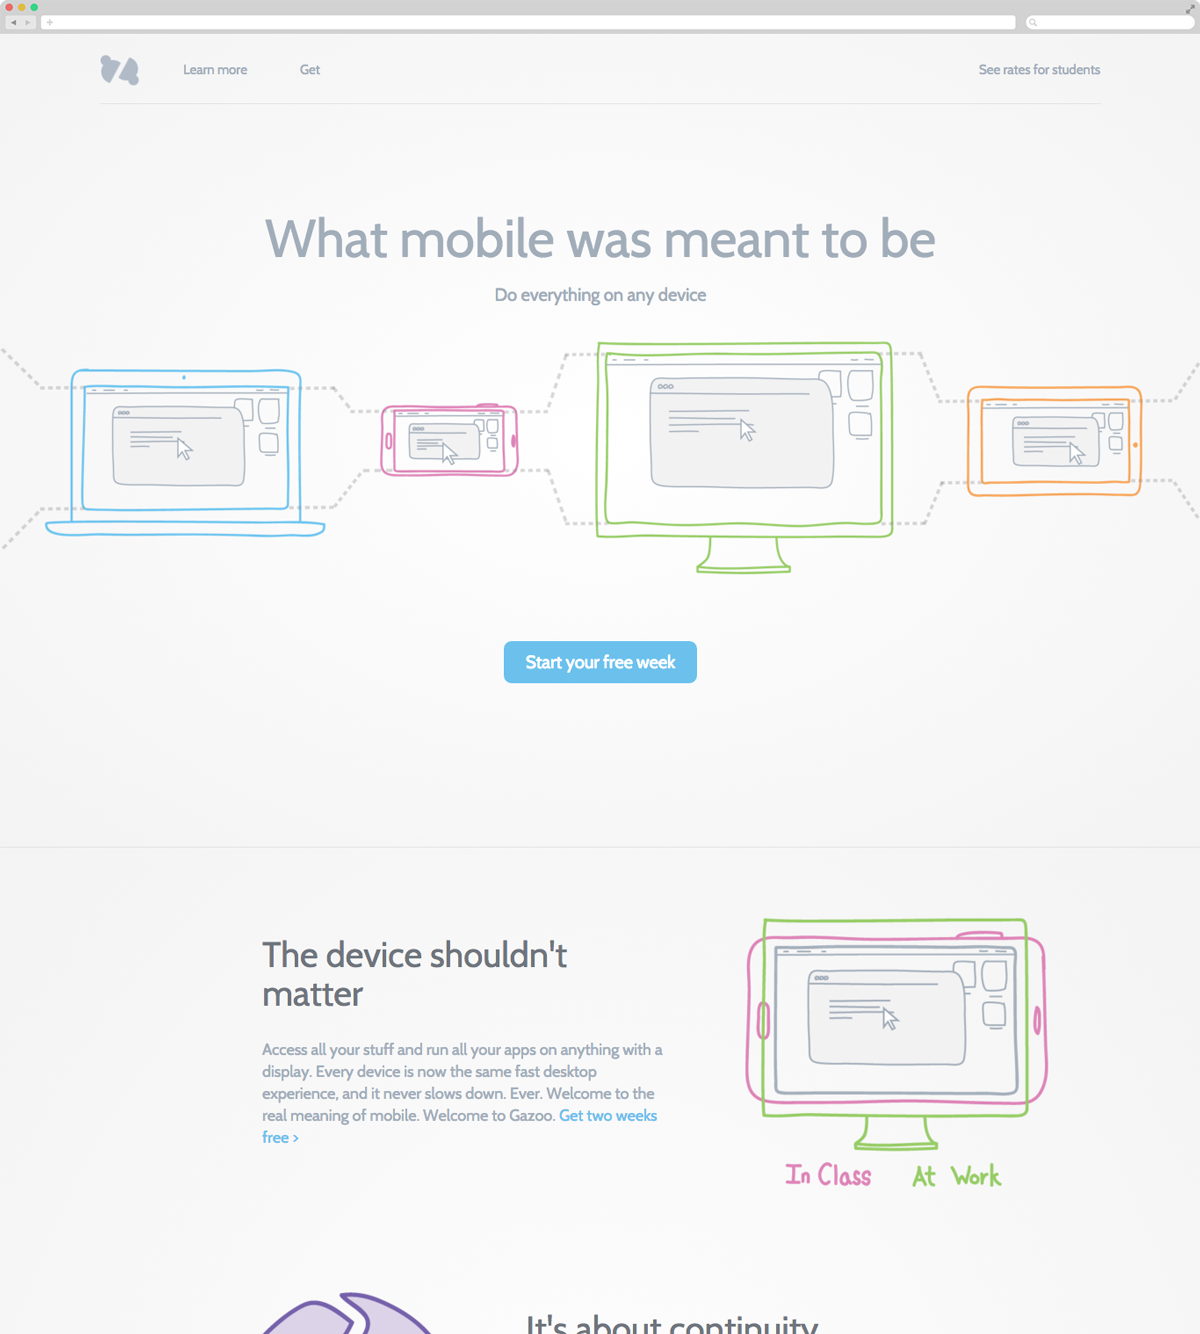 Learn more
Get
See rates for students
What mobile was meant to be
Do everything on any device
Start your free week
The device shouldn't
matter
Access all your stuff and run all your apps on anything with a
display. Every device is now the same fast desktop
experience, and it never slows down. Ever. Welcome to the
real meaning of mobile. Welcome to Gazoo. Get two weeks
free >
In Class
At Work
It's about continuity